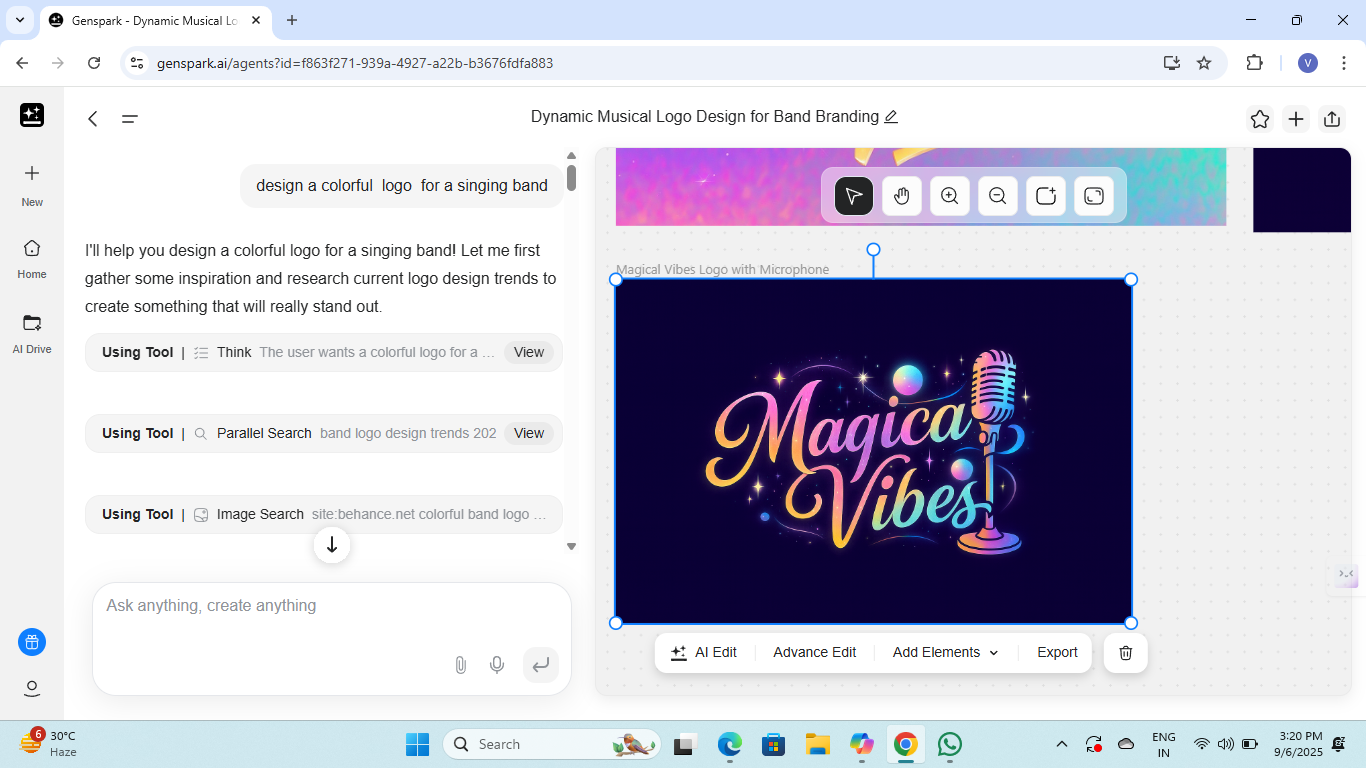 Genspark - Dynamic Musical Lo
genspark.ai/agents?id=f863f271-939a-4927-a22b-b3676fdfa883
V
New
Home
AI Drive
Dynamic Musical Logo Design for Band Branding
design a colorful logo for a singing band
I'll help you design a colorful logo for a singing band! Let me first
gather some inspiration and research current logo design trends to
create something that will really stand out.
Using Tool | Think The user wants a colorful logo for a ... View
Using Tool | Parallel Search band logo design trends 202 View
Using Tool | Image Search site:behance.net colorful band logo ...
Ask anything, create anything
Magical Vibes Logo with Microphone
Magica
Vibes
AI Edit
Advance Edit
Add Elements
Export
6
30°C
Haze
Search
ENG
IN
3:20 PM
9/6/2025